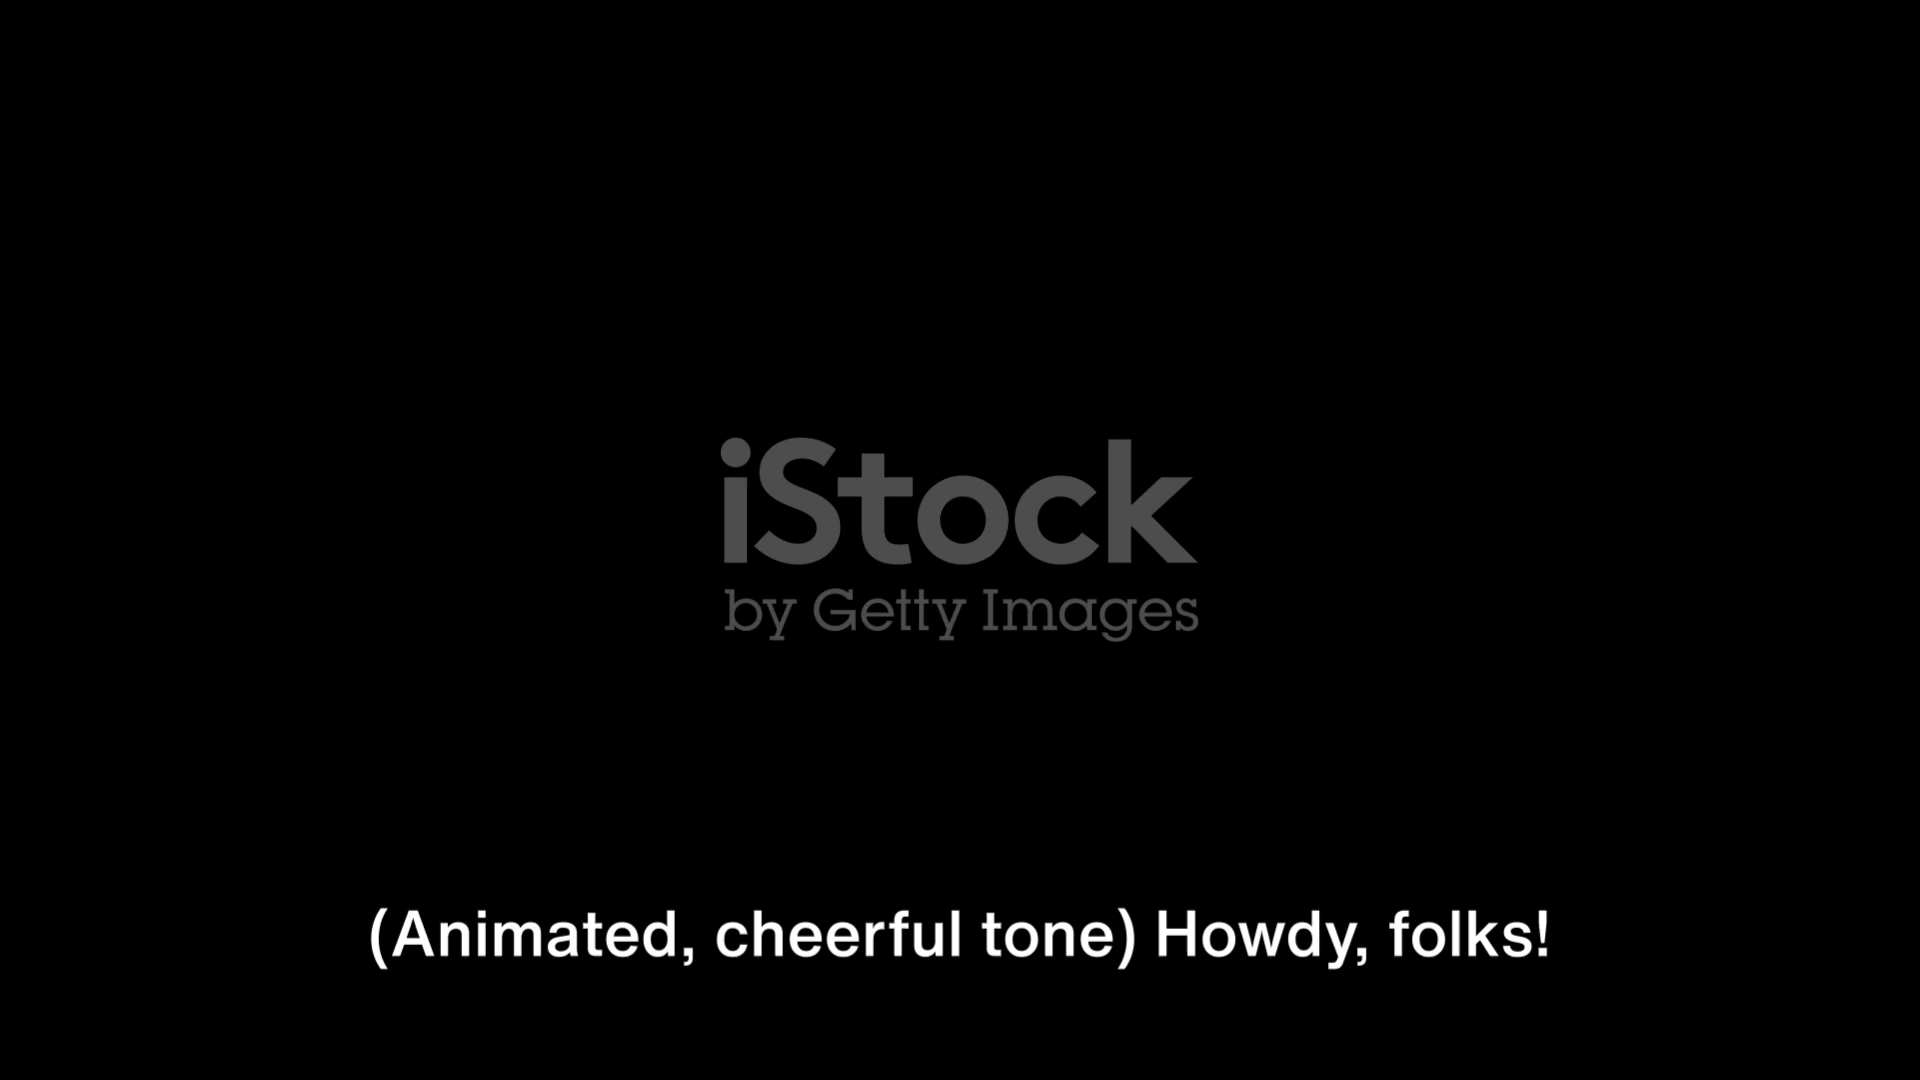 iStock
by Getty Images
(Animated, cheerful tone) Howdy, folks!